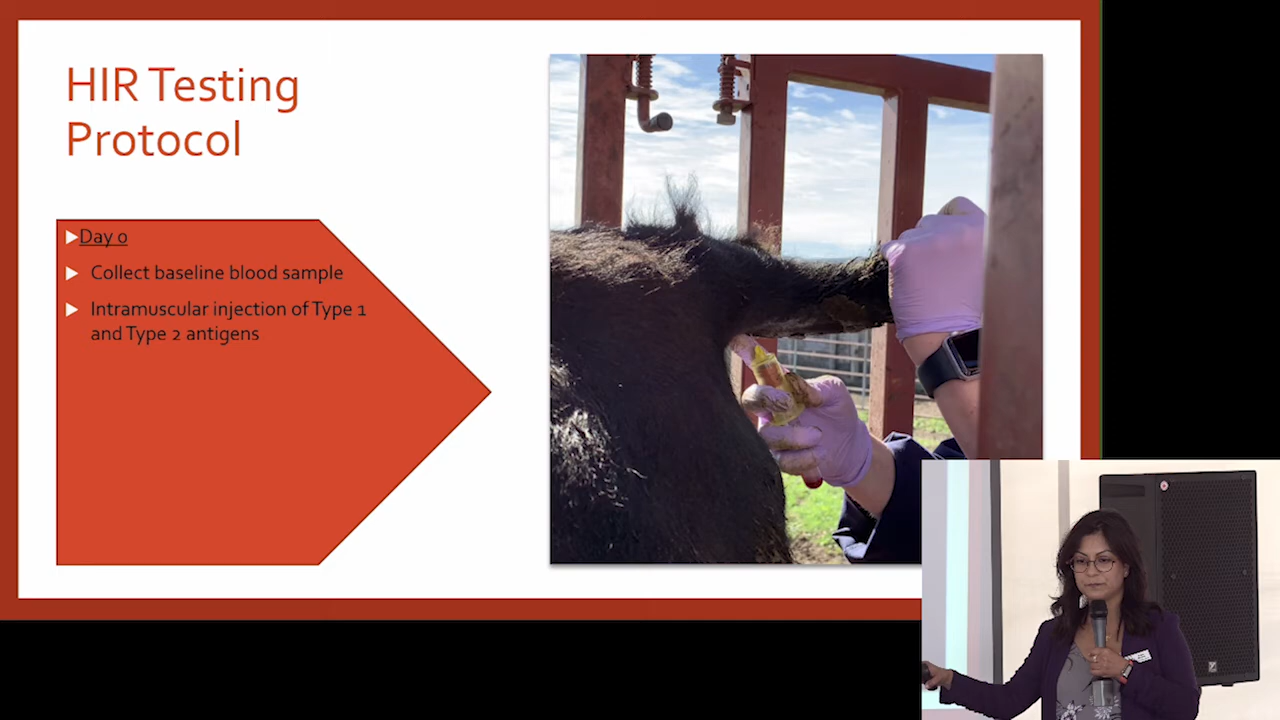 HIR Testing
Protocol
Day 0
Collect baseline blood sample
Intramuscular injection of Type 1
and Type 2 antigens